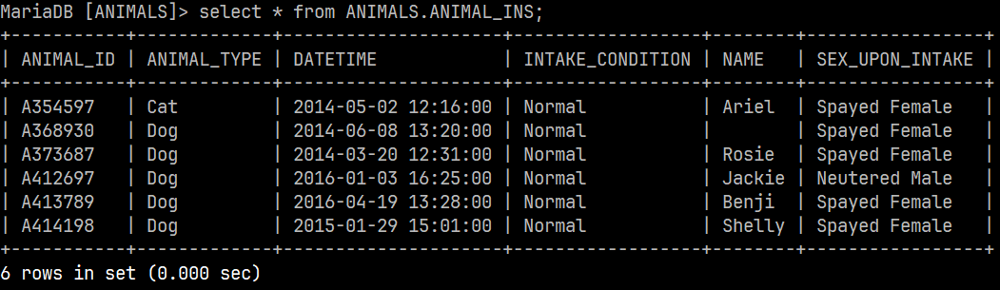 MariaDB [ANIMALS]> select * from ANIMALS.ANIMAL_INS;
+-----------+-------------+---------------------+------------------+--------+-----------------+
| ANIMAL_ID | ANIMAL_TYPE | DATETIME            | INTAKE_CONDITION | NAME   | SEX_UPON_INTAKE |
+-----------+-------------+---------------------+------------------+--------+-----------------+
| A354597   | Cat         | 2014-05-02 12:16:00 | Normal           | Ariel  | Spayed Female   |
| A368930   | Dog         | 2014-06-08 13:20:00 | Normal           |        | Spayed Female   |
| A373687   | Dog         | 2014-03-20 12:31:00 | Normal           | Rosie  | Spayed Female   |
| A412697   | Dog         | 2016-01-03 16:25:00 | Normal           | Jackie | Neutered Male   |
| A413789   | Dog         | 2016-04-19 13:28:00 | Normal           | Benji  | Spayed Female   |
| A414198   | Dog         | 2015-01-29 15:01:00 | Normal           | Shelly | Spayed Female   |
+-----------+-------------+---------------------+------------------+--------+-----------------+
6 rows in set (0.000 sec)